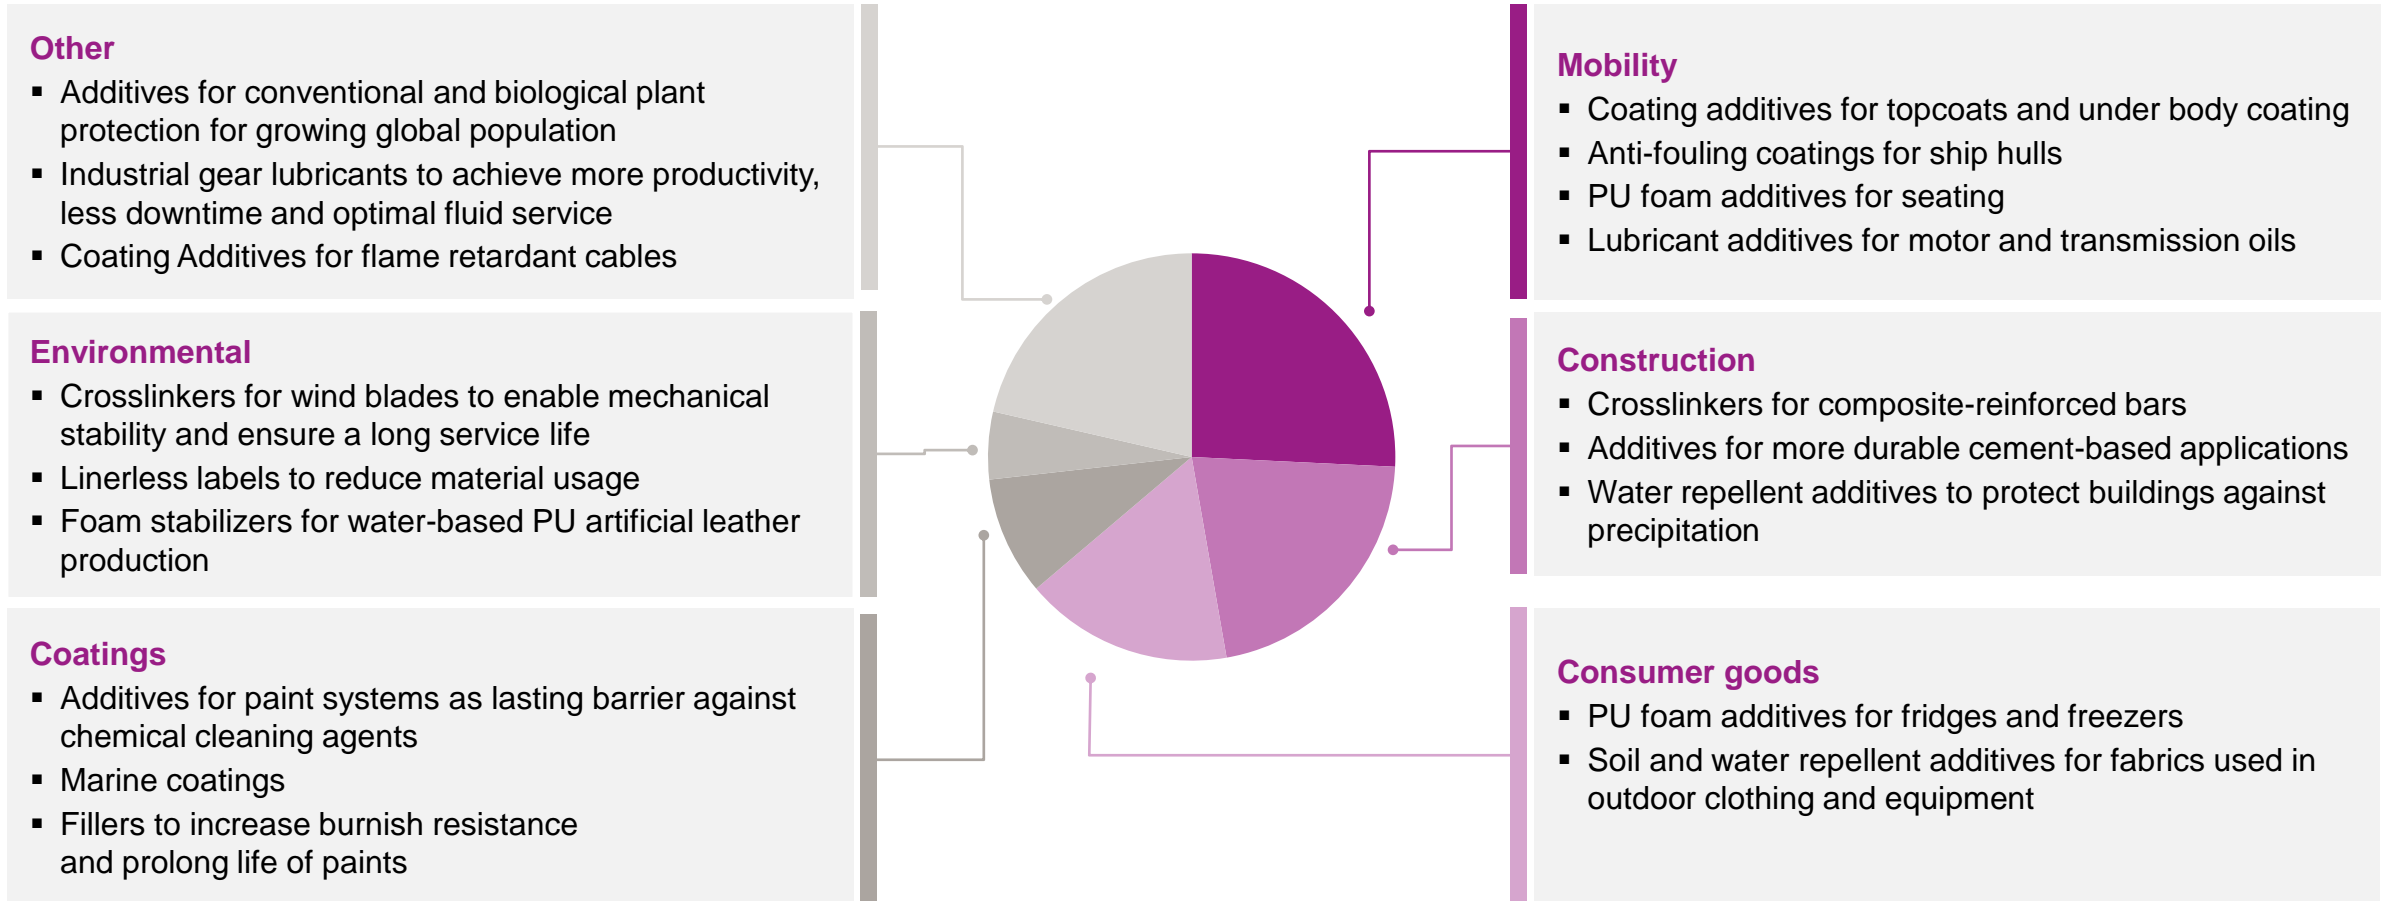 Other
▪ Additives for conventional and biological plant
protection for growing global population
▪ Industrial gear lubricants to achieve more productivity,
less downtime and optimal fluid service
▪ Coating Additives for flame retardant cables
Environmental
▪ Crosslinkers for wind blades to enable mechanical
stability and ensure a long service life
▪ Linerless labels to reduce material usage
▪ Foam stabilizers for water-based PU artificial leather
production
Coatings
▪ Additives for paint systems as lasting barrier against
chemical cleaning agents
▪ Marine coatings
▪ Fillers to increase burnish resistance
and prolong life of paints
Mobility
▪ Coating additives for topcoats and under body coating
▪ Anti-fouling coatings for ship hulls
▪ PU foam additives for seating
▪ Lubricant additives for motor and transmission oils
Construction
▪ Crosslinkers for composite-reinforced bars
▪ Additives for more durable cement-based applications
▪ Water repellent additives to protect buildings against
precipitation
Consumer goods
▪ PU foam additives for fridges and freezers
▪ Soil and water repellent additives for fabrics used in
outdoor clothing and equipment